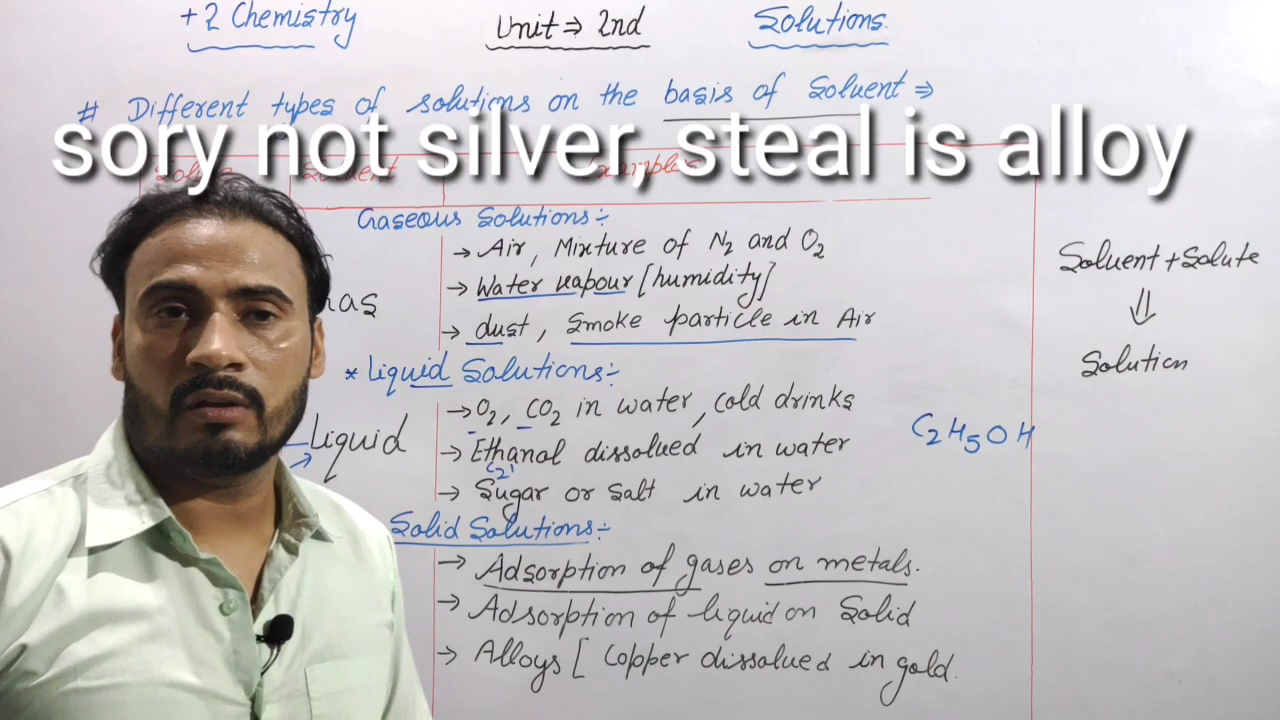 +2 Chemistry Unit ⇒ 2nd Solutions.
# Different types of solutions on the basis of Solvent ⇒
sory not silver, steal is alloy
Gaseous Solutions:-
→ Air, Mixture of N2 and O2
→ Water vapour [humidity]
→ dust, Smoke particle in Air
* Liquid Solutions:-
Liquid
→ O2, CO2 in water, cold drinks
→ Ethanol dissolved in water
→ Sugar or Salt in water
Solid Solutions:-
→ Adsorption of gases on metals.
→ Adsorption of liquid on Solid
→ Alloys [ Copper dissolved in gold.
Solvent + Solute
⇓
Solution
C2H5OH